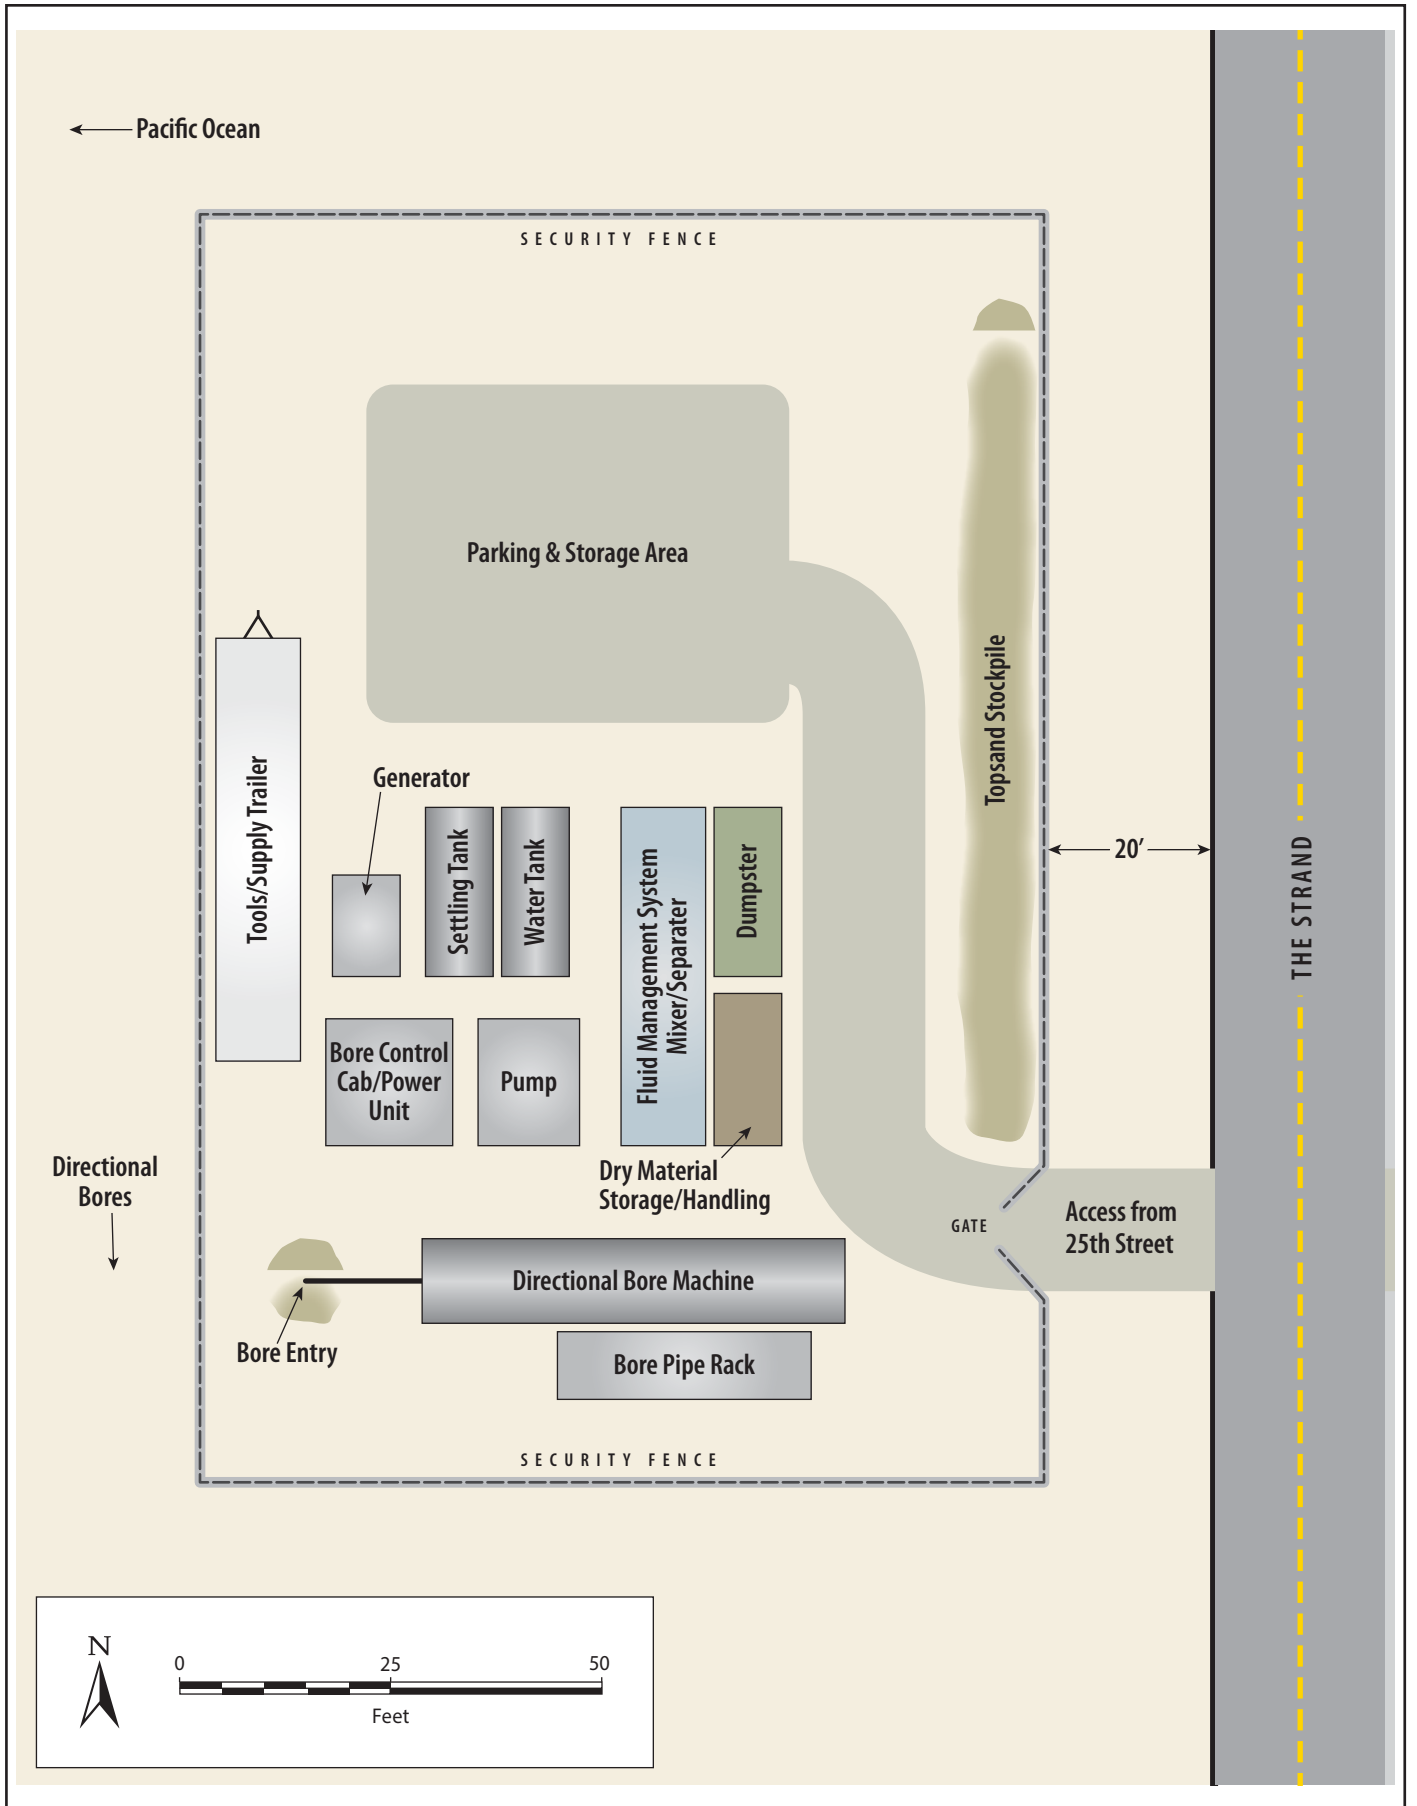 Pacific Ocean
SECURITY FENCE
Parking & Storage Area
Topsand Stockpile
Tools/Supply Trailer
Generator
Settling Tank
Water Tank
Fluid Management System
Mixer/Separater
Dumpster
20’
THE STRAND
Bore Control
Cab/Power
Unit
Pump
Directional
Bores
Dry Material
Storage/Handling
GATE
Access from
25th Street
Directional Bore Machine
Bore Entry
Bore Pipe Rack
SECURITY FENCE
N
0 25 50
Feet